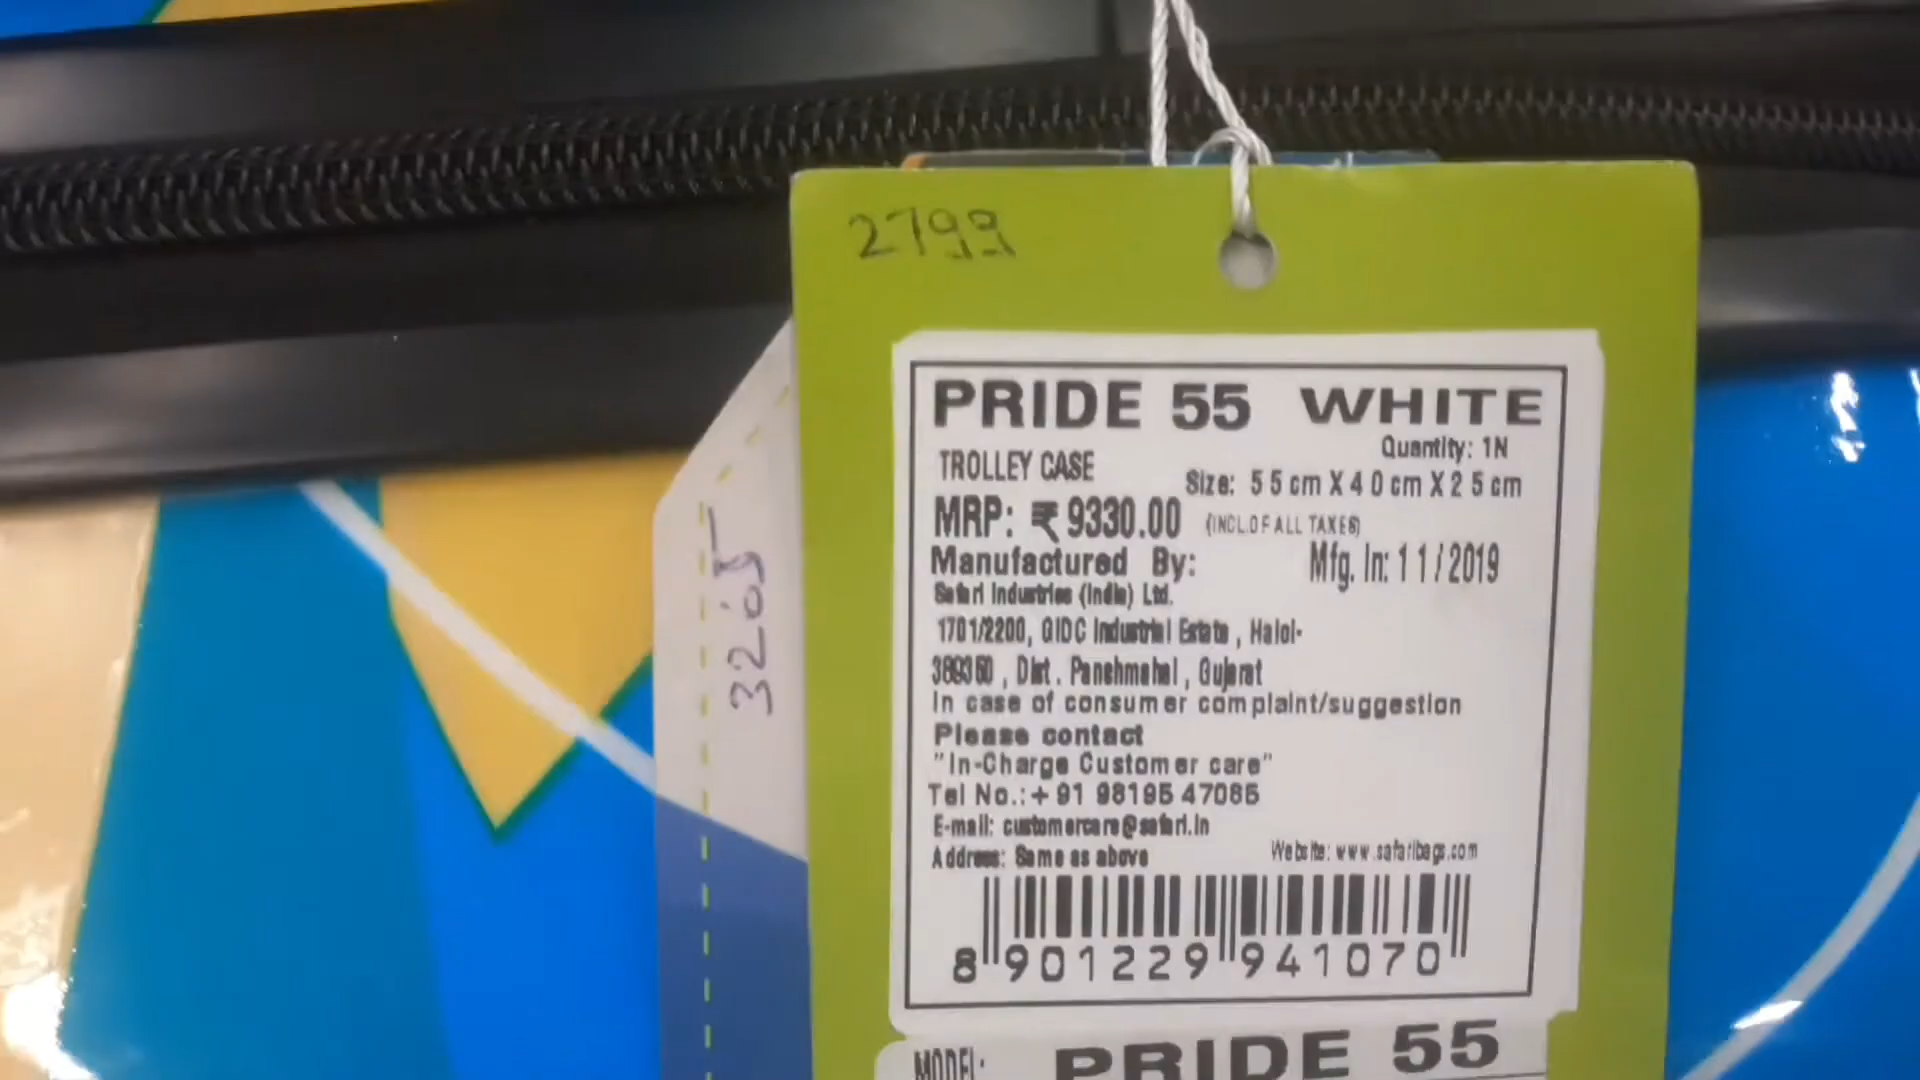 2799
PRIDE 55 WHITE
Quantity: 1N
TROLLEY CASE
Size: 55 cm X 40 cm X 25 cm
MRP: ₹ 9330.00 (INCL.OF ALL TAXES)
Manufactured By:
Mfg. In: 11/2019
Safari Industries (India) Ltd.
1701/2200, GIDC Industrial Estate, Halol-
389350, Dist. Panchmahal, Gujarat
In case of consumer complaint/suggestion
Please contact
"In-Charge Customer care"
Tel No.:+91 98195 47085
E-mail: customercare@safari.in
Address: Same as above
Website: www.safaribags.com
8 901229 941070
MODEL: PRIDE 55